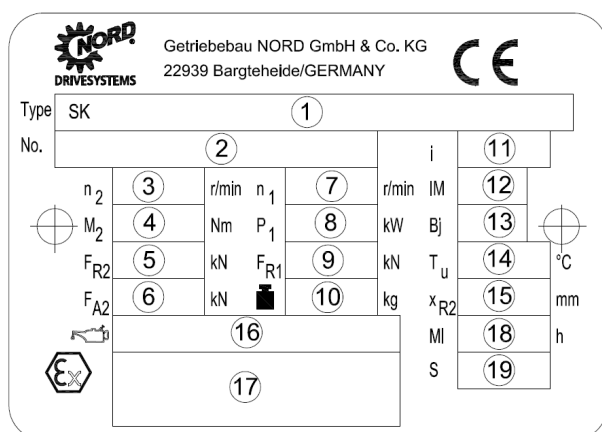 NORD
DRIVESYSTEMS
Getriebebau NORD GmbH & Co. KG
22939 Bargteheide/GERMANY
CE
Type SK 1
No. 2 i 11
n2 3 r/min n1 7 r/min IM 12
M2 4 Nm P1 8 kW Bj 13
FR2 5 kN FR1 9 kN Tu 14 °C
FA2 6 kN 10 kg xR2 15 mm
16 MI 18 h
Ex 17 S 19